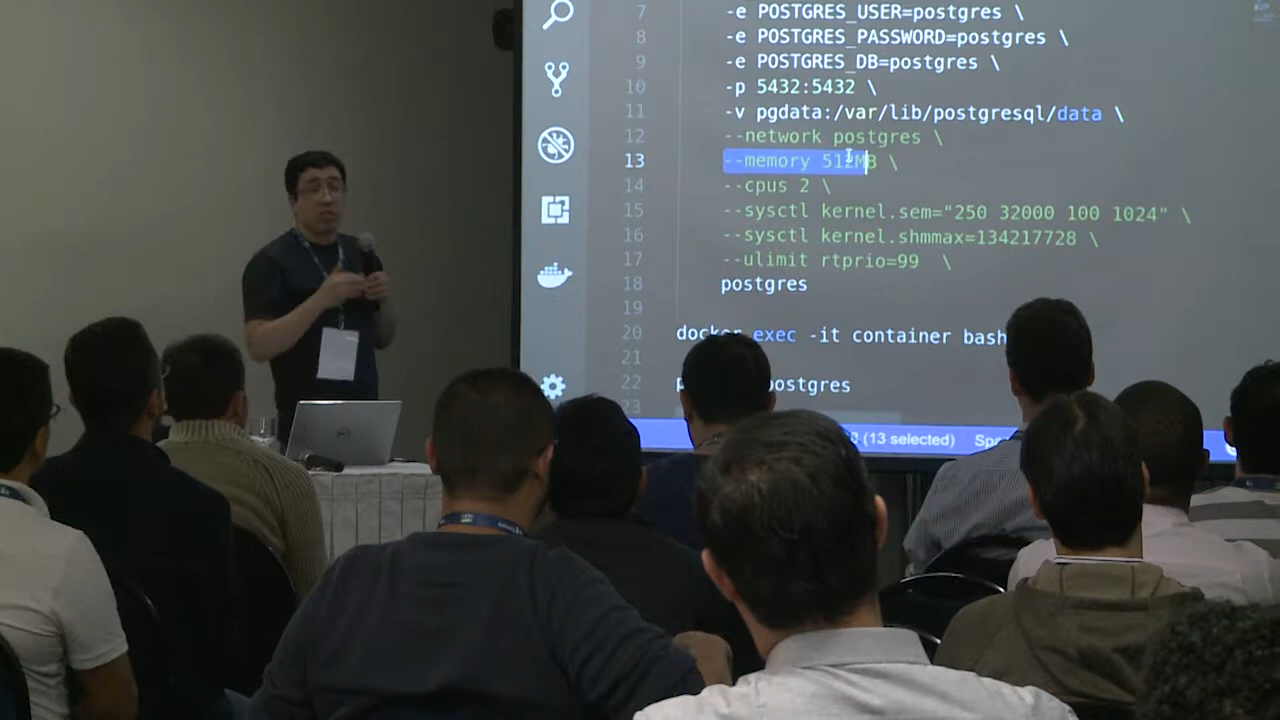 7 -e POSTGRES_USER=postgres \
8 -e POSTGRES_PASSWORD=postgres \
9 -e POSTGRES_DB=postgres \
10 -p 5432:5432 \
11 -v pgdata:/var/lib/postgresql/data \
12 --network postgres \
13 --memory 512MB \
14 --cpus 2 \
15 --sysctl kernel.sem="250 32000 100 1024" \
16 --sysctl kernel.shmmax=134217728 \
17 --ulimit rtprio=99 \
18 postgres
19
20 docker exec -it container bash
21
22 postgres
23
(13 selected)
DELL